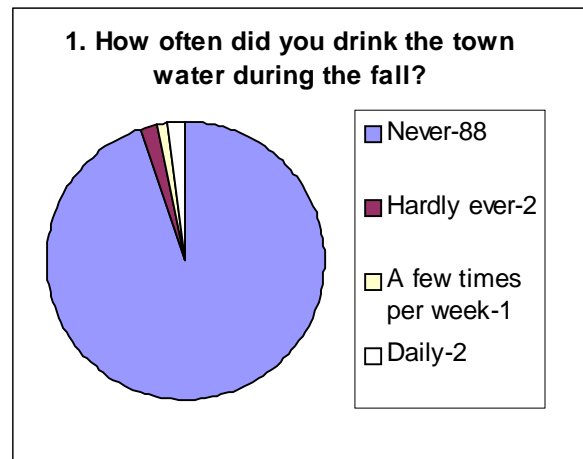 1. How often did you drink the town
water during the fall?
Never-88
Hardly ever-2
A few times
per week-1
Daily-2